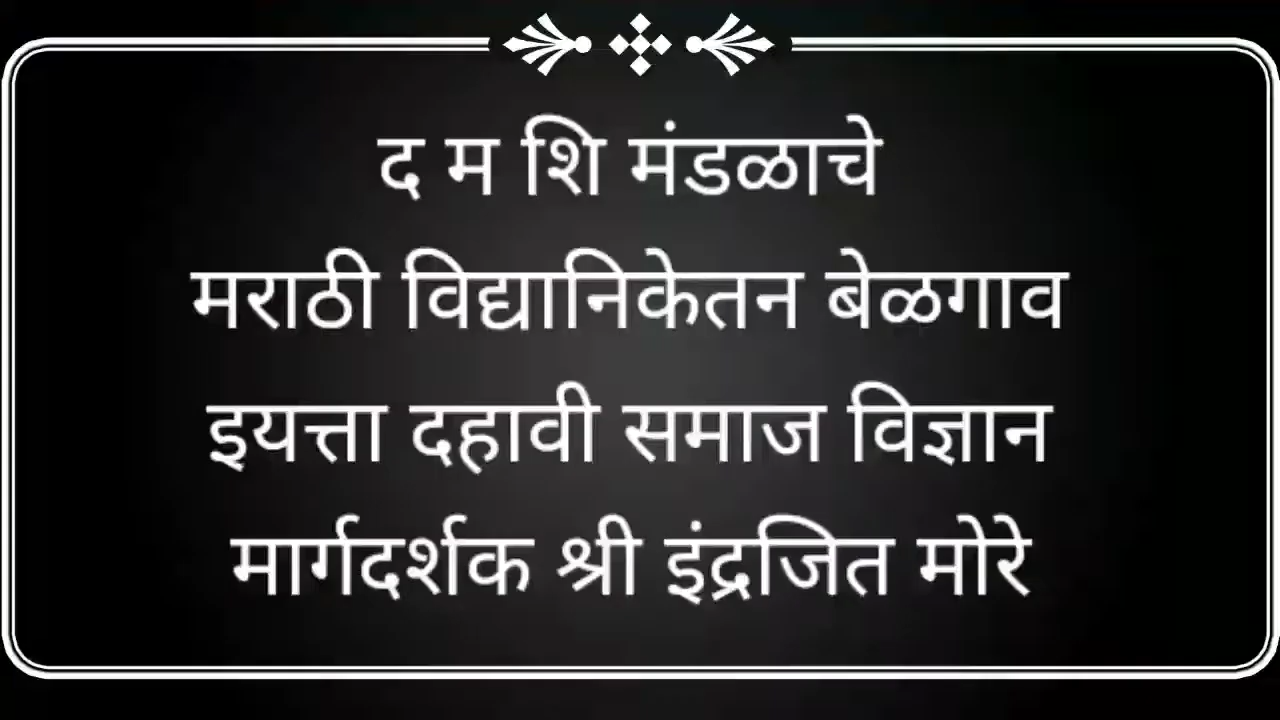 द म शि मंडळाचे
मराठी विद्यानिकेतन बेळगाव
इयत्ता दहावी समाज विज्ञान
मार्गदर्शक श्री इंद्रजित मोरे